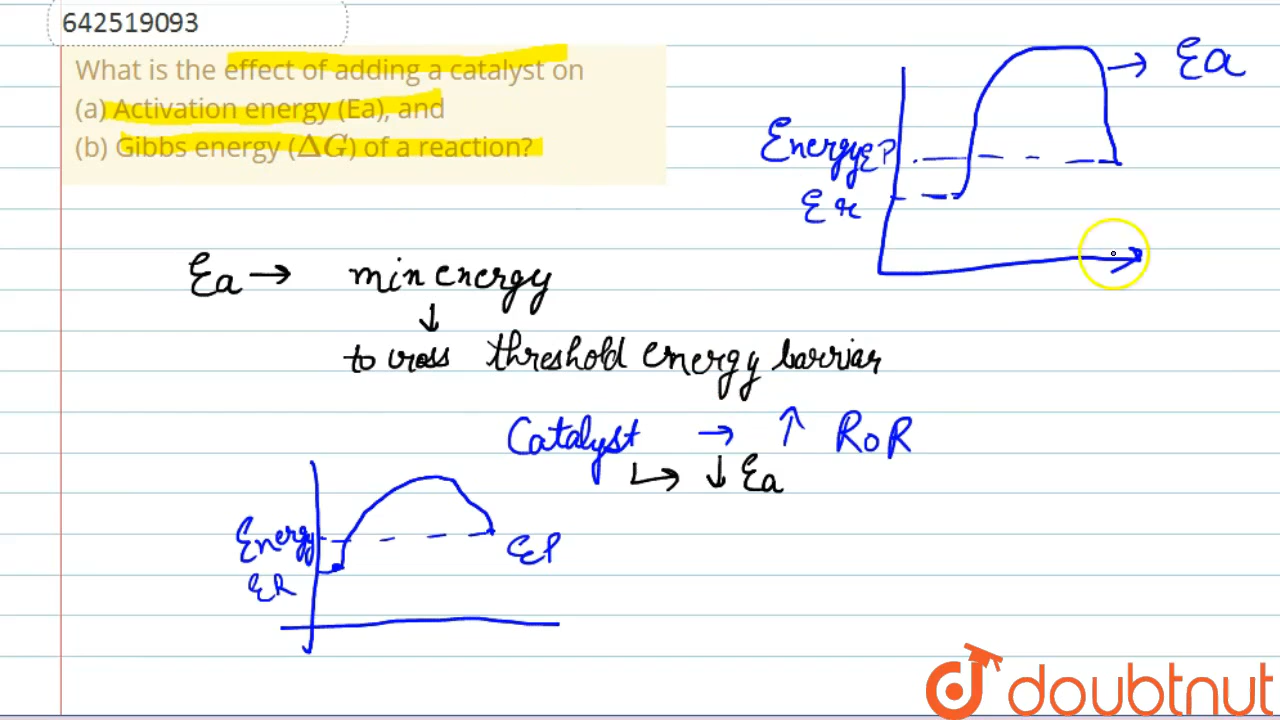 642519093
What is the effect of adding a catalyst on
(a) Activation energy (Ea), and
(b) Gibbs energy (ΔG) of a reaction?
→ Ea
Energy EP
Er
Ea → min energy
↓
to cross threshold energy barriar
Catalyst → ↑ RoR
↳ ↓ Ea
Energy
EP
ER
doubtnut